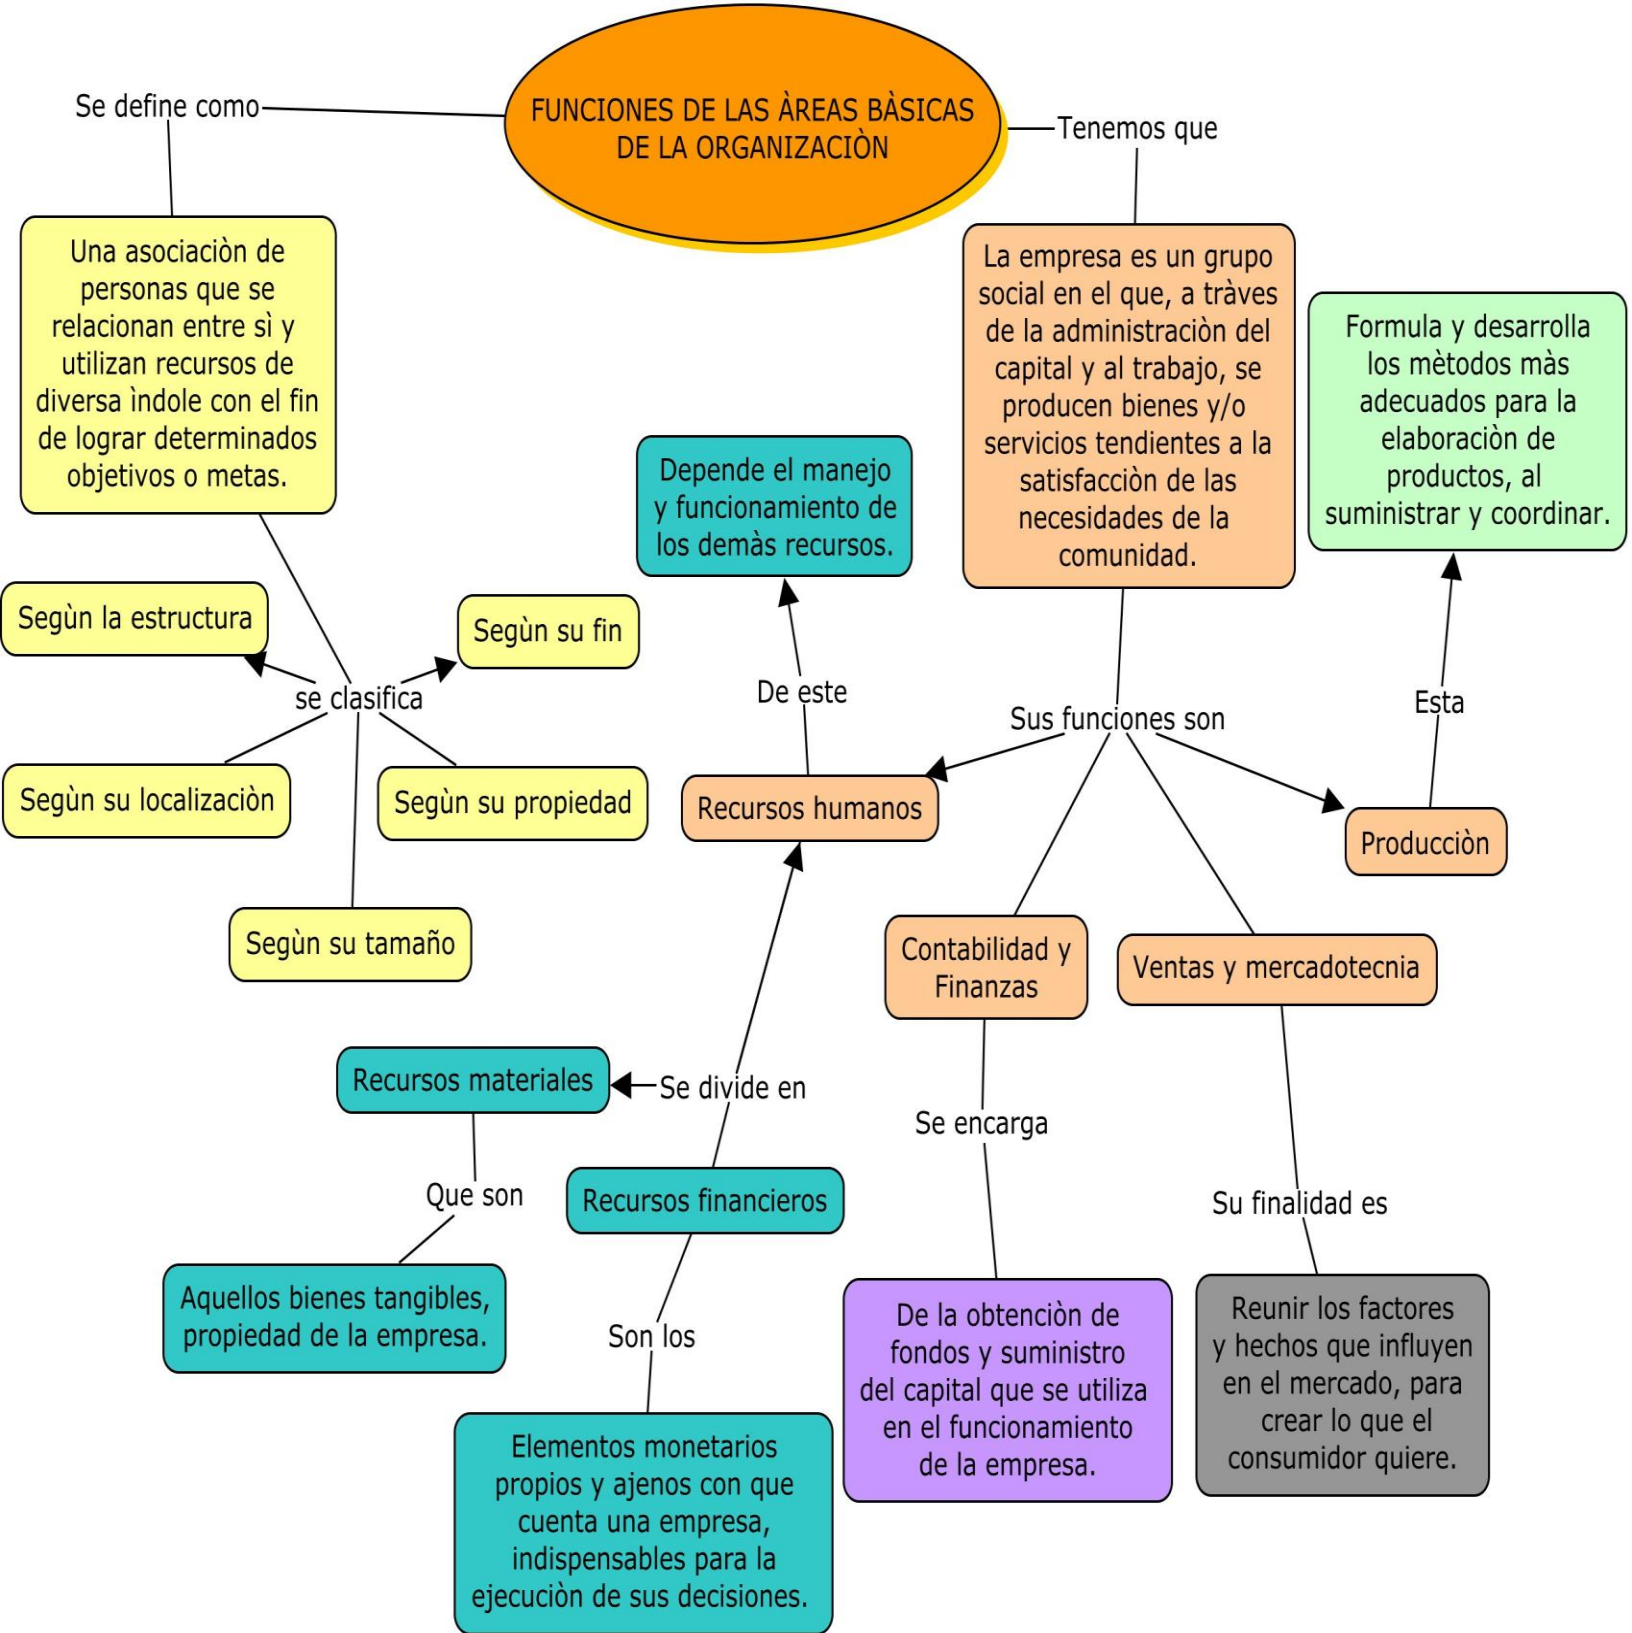 FUNCIONES DE LAS ÀREAS BÀSICAS
DE LA ORGANIZACIÒN
Se define como
Una asociaciòn de
personas que se
relacionan entre sì y
utilizan recursos de
diversa ìndole con el fin
de lograr determinados
objetivos o metas.
se clasifica
Segùn la estructura
Segùn su fin
Segùn su localizaciòn
Segùn su propiedad
Segùn su tamaño
Tenemos que
La empresa es un grupo
social en el que, a tràves
de la administraciòn del
capital y al trabajo, se
producen bienes y/o
servicios tendientes a la
satisfacciòn de las
necesidades de la
comunidad.
Sus funciones son
Recursos humanos
De este
Depende el manejo
y funcionamiento de
los demàs recursos.
Se divide en
Recursos materiales
Que son
Aquellos bienes tangibles,
propiedad de la empresa.
Recursos financieros
Son los
Elementos monetarios
propios y ajenos con que
cuenta una empresa,
indispensables para la
ejecuciòn de sus decisiones.
Contabilidad y
Finanzas
Se encarga
De la obtenciòn de
fondos y suministro
del capital que se utiliza
en el funcionamiento
de la empresa.
Ventas y mercadotecnia
Su finalidad es
Reunir los factores
y hechos que influyen
en el mercado, para
crear lo que el
consumidor quiere.
Producciòn
Esta
Formula y desarrolla
los mètodos màs
adecuados para la
elaboraciòn de
productos, al
suministrar y coordinar.